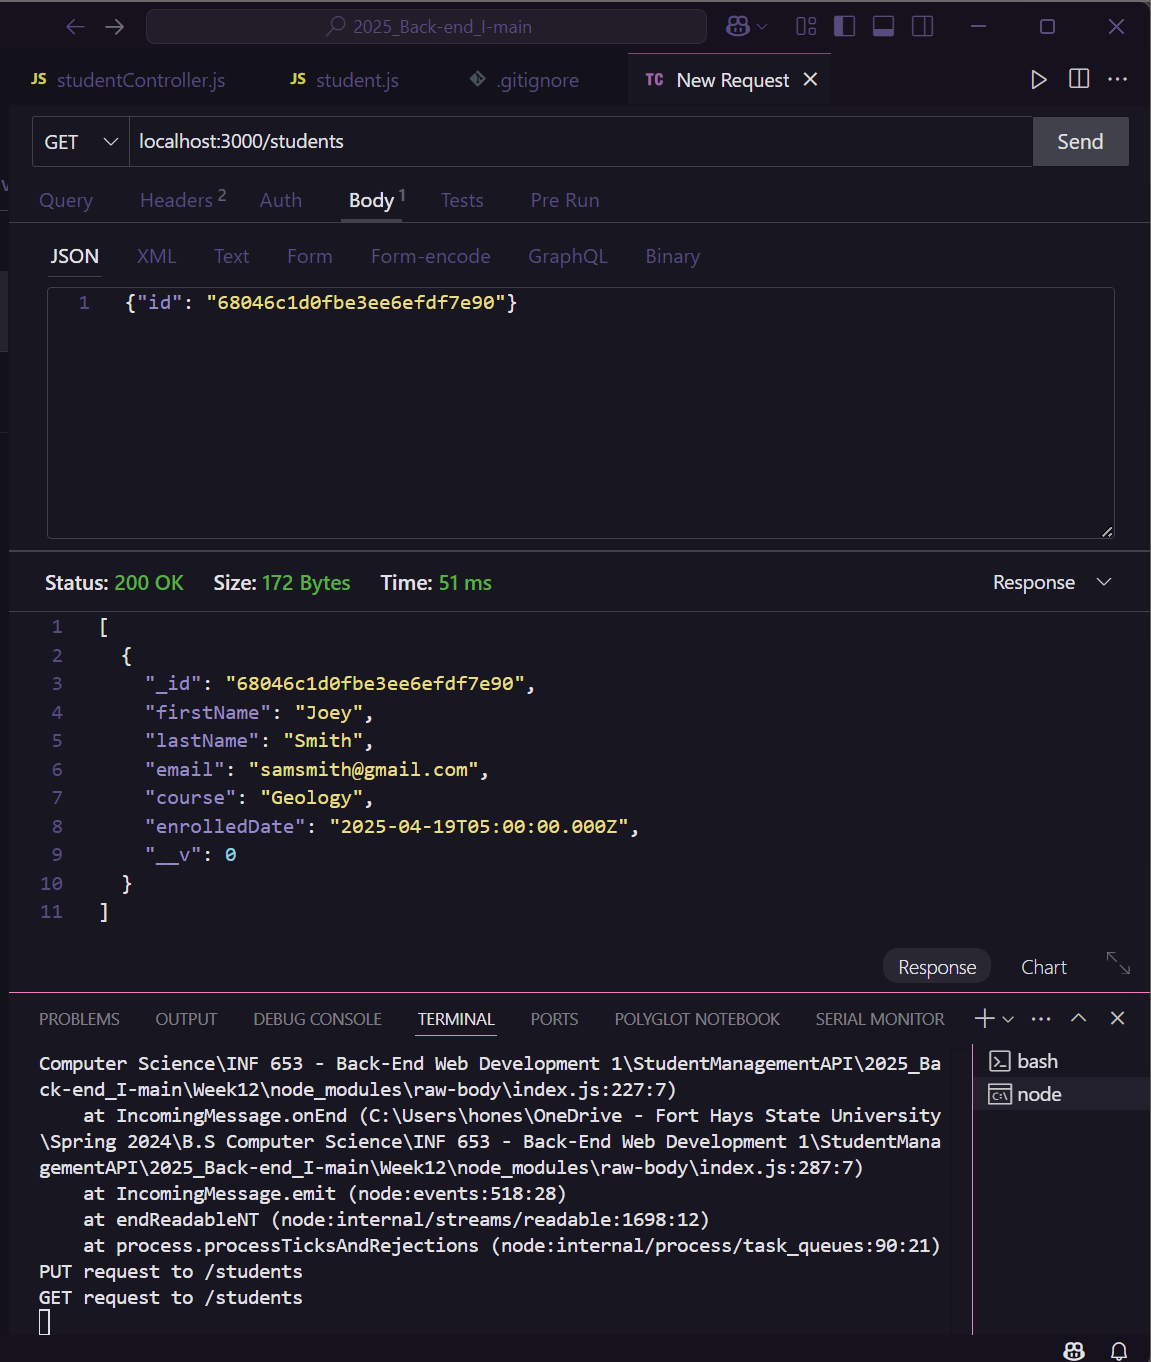 2025_Back-end_I-main
JS studentController.js JS student.js .gitignore TC New Request
GET localhost:3000/students Send
Query Headers 2 Auth Body 1 Tests Pre Run
JSON XML Text Form Form-encode GraphQL Binary
1 {"id": "68046c1d0fbe3ee6efdf7e90"}
Status: 200 OK Size: 172 Bytes Time: 51 ms Response
1 [
2 {
3 "_id": "68046c1d0fbe3ee6efdf7e90",
4 "firstName": "Joey",
5 "lastName": "Smith",
6 "email": "samsmith@gmail.com",
7 "course": "Geology",
8 "enrolledDate": "2025-04-19T05:00:00.000Z",
9 "__v": 0
10 }
11 ]
Response Chart
PROBLEMS OUTPUT DEBUG CONSOLE TERMINAL PORTS POLYGLOT NOTEBOOK SERIAL MONITOR
Computer Science\INF 653 - Back-End Web Development 1\StudentManagementAPI\2025_Ba
ck-end_I-main\Week12\node_modules\raw-body\index.js:227:7)
at IncomingMessage.onEnd (C:\Users\hones\OneDrive - Fort Hays State University
\Spring 2024\B.S Computer Science\INF 653 - Back-End Web Development 1\StudentMana
gementAPI\2025_Back-end_I-main\Week12\node_modules\raw-body\index.js:287:7)
at IncomingMessage.emit (node:events:518:28)
at endReadableNT (node:internal/streams/readable:1698:12)
at process.processTicksAndRejections (node:internal/process/task_queues:90:21)
PUT request to /students
GET request to /students
bash
node